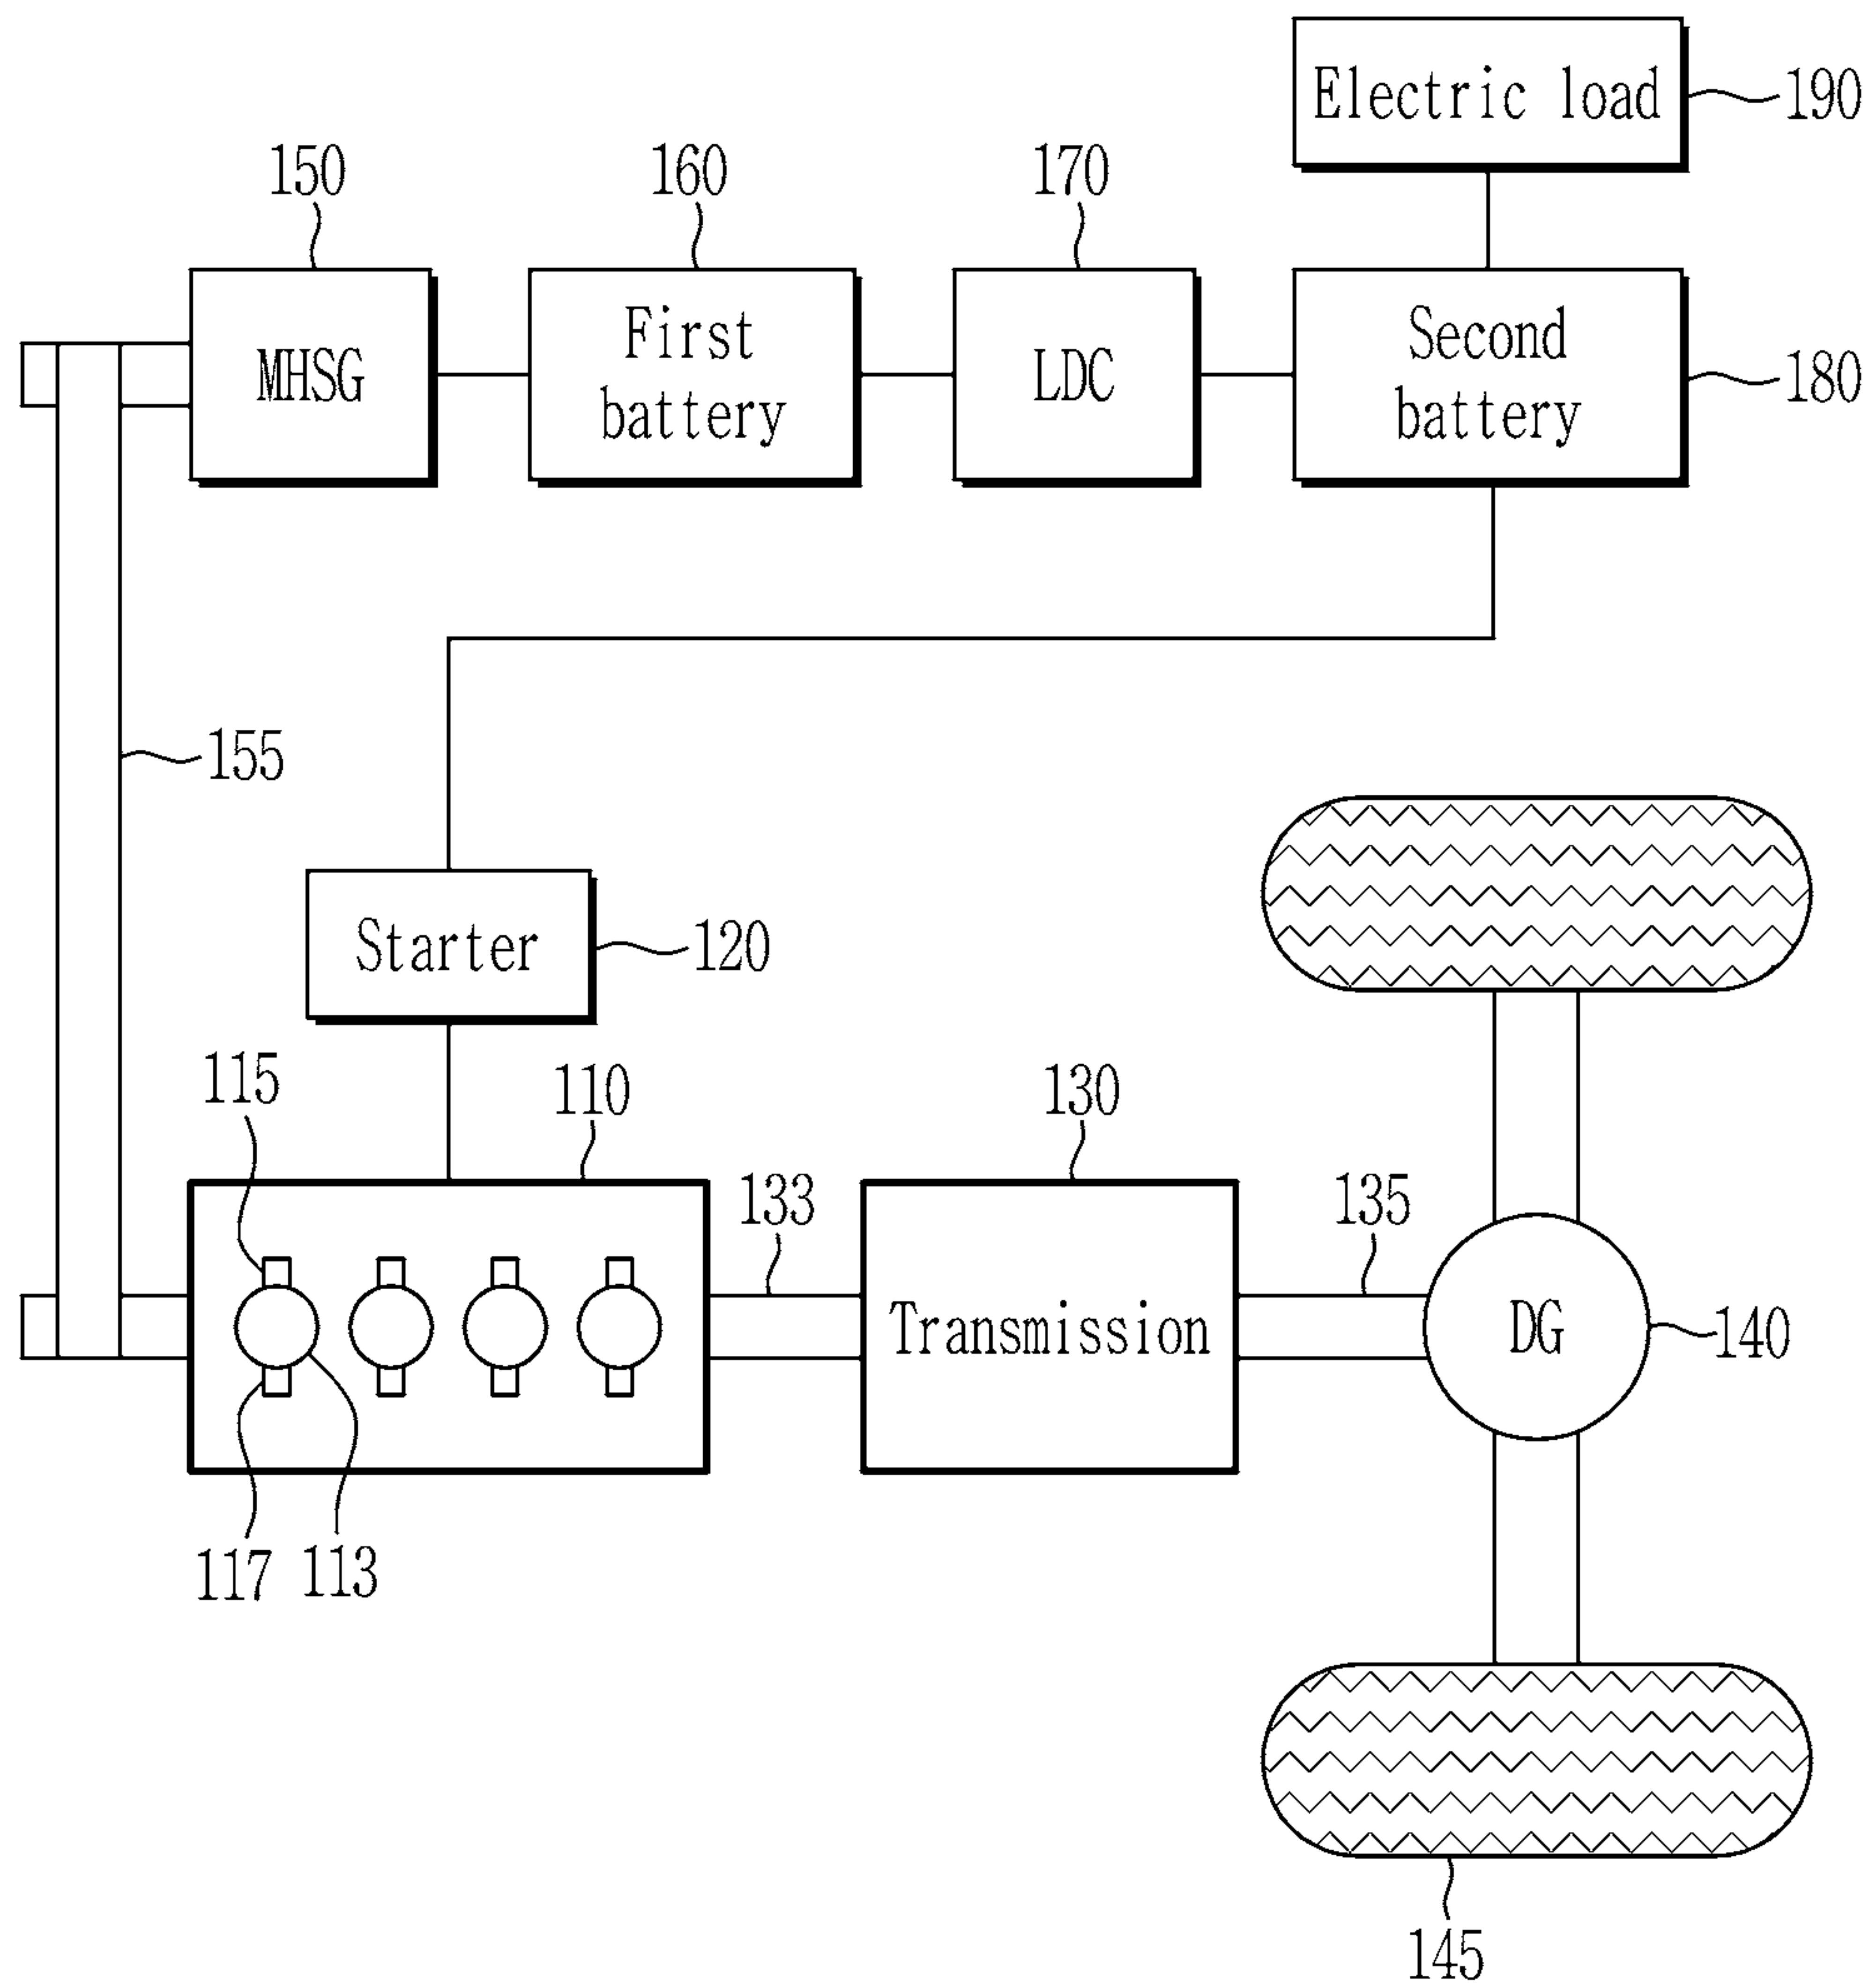 Electric load
190
150
160
170
MHSG
First
battery
LDC
Second
battery
180
155
Starter
120
115
110
130
133
135
Transmission
DG
140
117
113
145